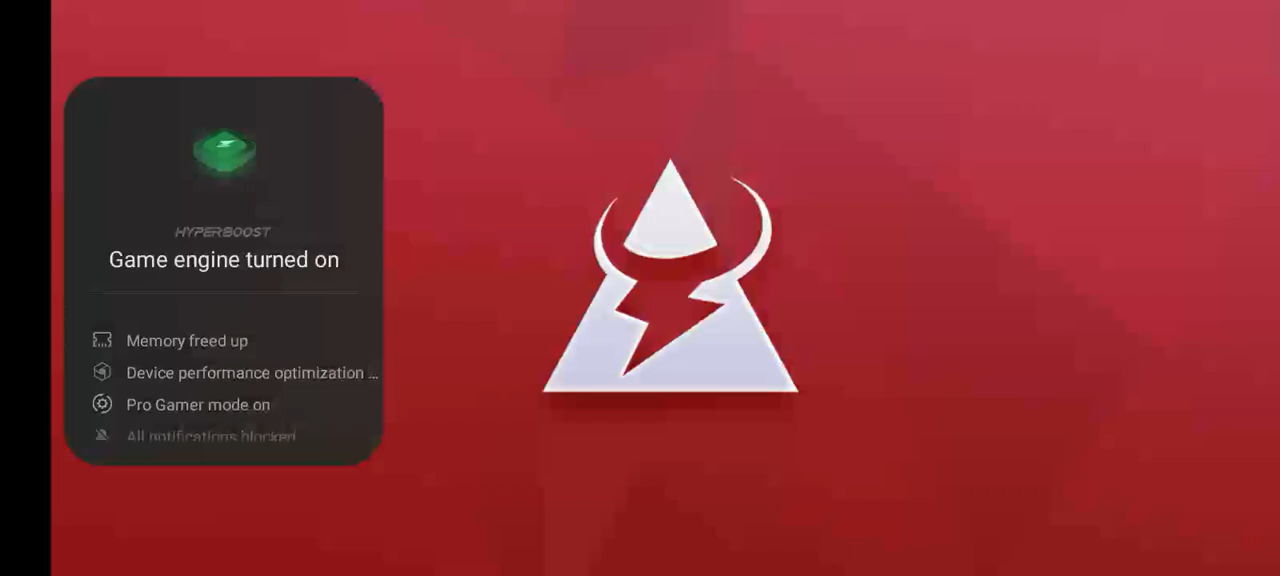 HYPERBOOST
Game engine turned on
Memory freed up
Device performance optimization ...
Pro Gamer mode on
All notifications blocked